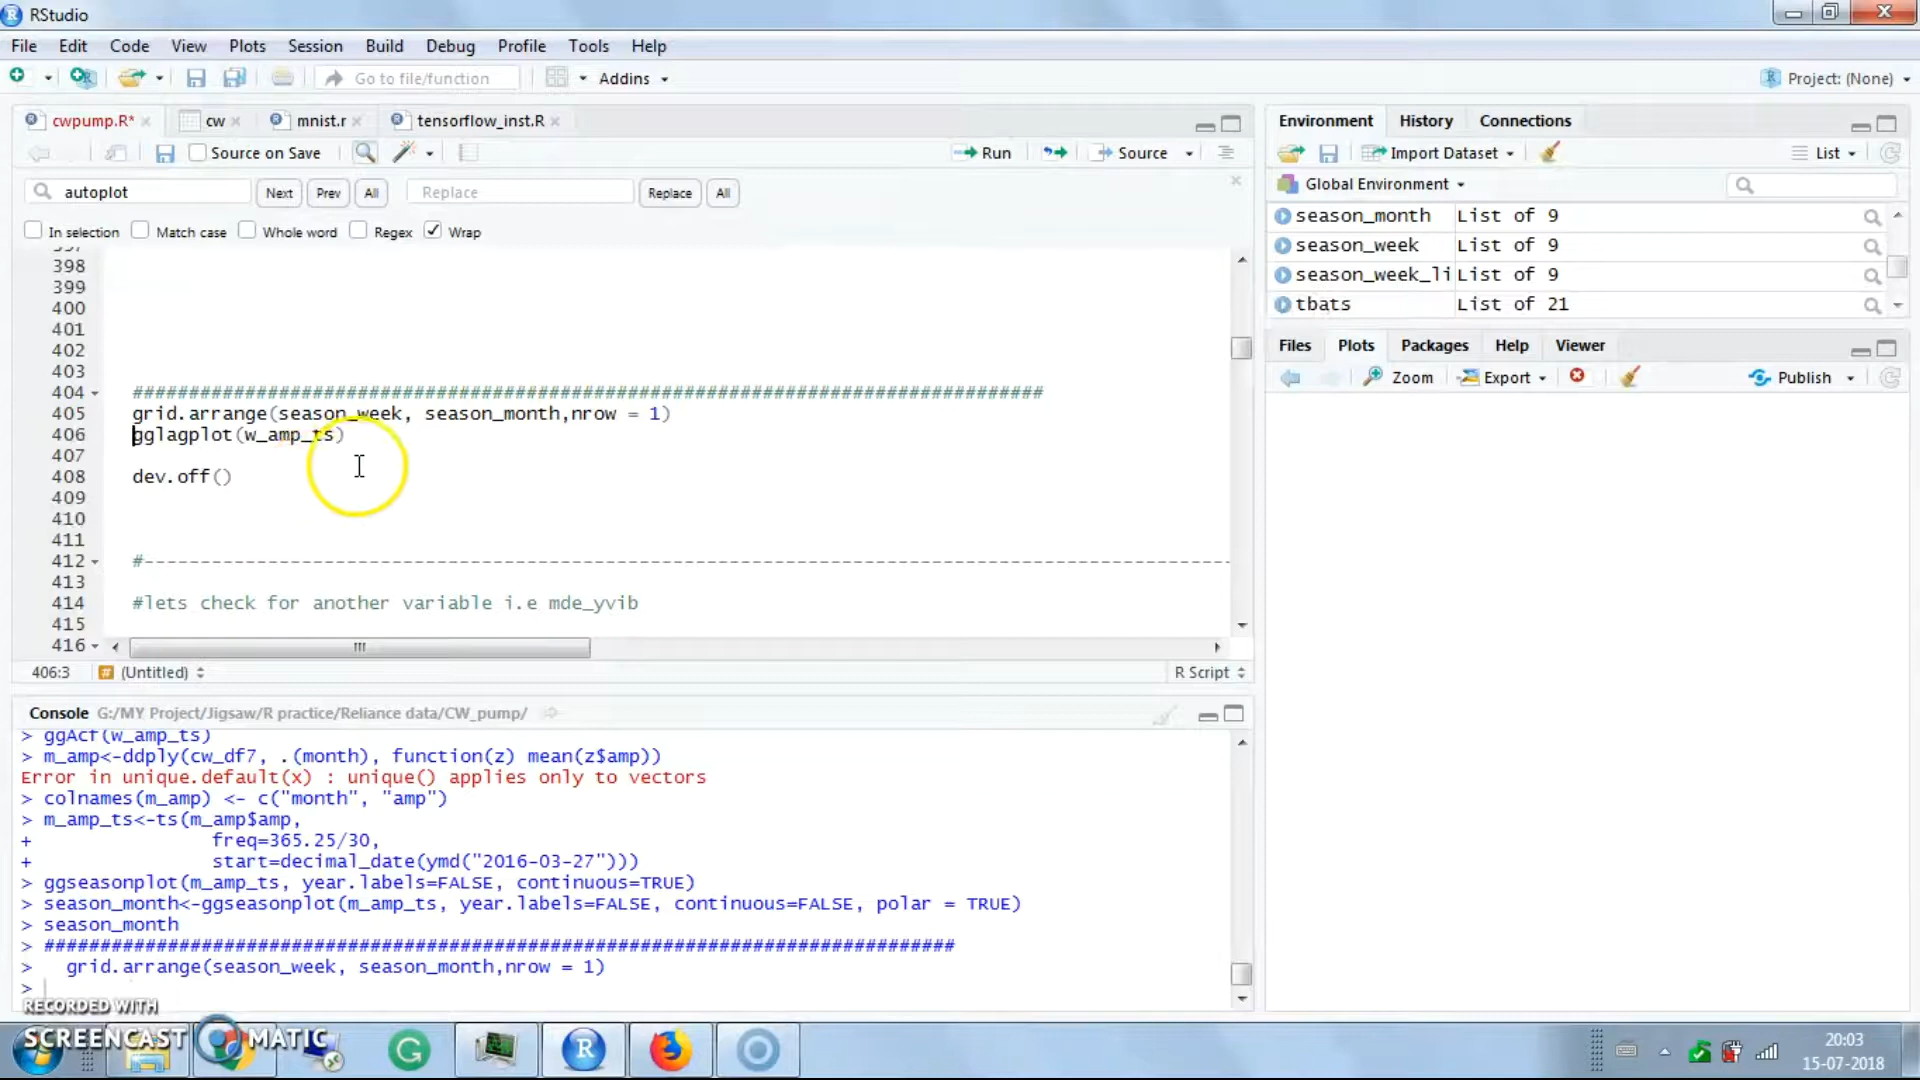 RStudio
File Edit Code View Plots Session Build Debug Profile Tools Help
Go to file/function Addins Project: (None)
cwpump.R* cw mnist.r tensorflow_inst.R
Source on Save Run Source
autoplot Next Prev All Replace Replace All
In selection Match case Whole word Regex Wrap
398
399
400
401
402
403
404 #################################################################################
405 grid.arrange(season_week, season_month,nrow = 1)
406 gglagplot(w_amp_ts)
407
408 dev.off()
409
410
411
412 #---------------------------------------------------------------------------------------------------
413
414 #lets check for another variable i.e mde_yvib
415
416
406:3 # (Untitled) R Script
Console G:/MY Project/Jigsaw/R practice/Reliance data/CW_pump/
> ggAcf(w_amp_ts)
> m_amp<-ddply(cw_df7, .(month), function(z) mean(z$amp))
Error in unique.default(x) : unique() applies only to vectors
> colnames(m_amp) <- c("month", "amp")
> m_amp_ts<-ts(m_amp$amp,
+ freq=365.25/30,
+ start=decimal_date(ymd("2016-03-27")))
> ggseasonplot(m_amp_ts, year.labels=FALSE, continuous=TRUE)
> season_month<-ggseasonplot(m_amp_ts, year.labels=FALSE, continuous=FALSE, polar = TRUE)
> season_month
> #################################################################################
> grid.arrange(season_week, season_month,nrow = 1)
>
Environment History Connections
Import Dataset List
Global Environment
season_month List of 9
season_week List of 9
season_week_li List of 9
tbats List of 21
Files Plots Packages Help Viewer
Zoom Export Publish
RECORDED WITH
SCREENCAST MATIC
20:03
15-07-2018